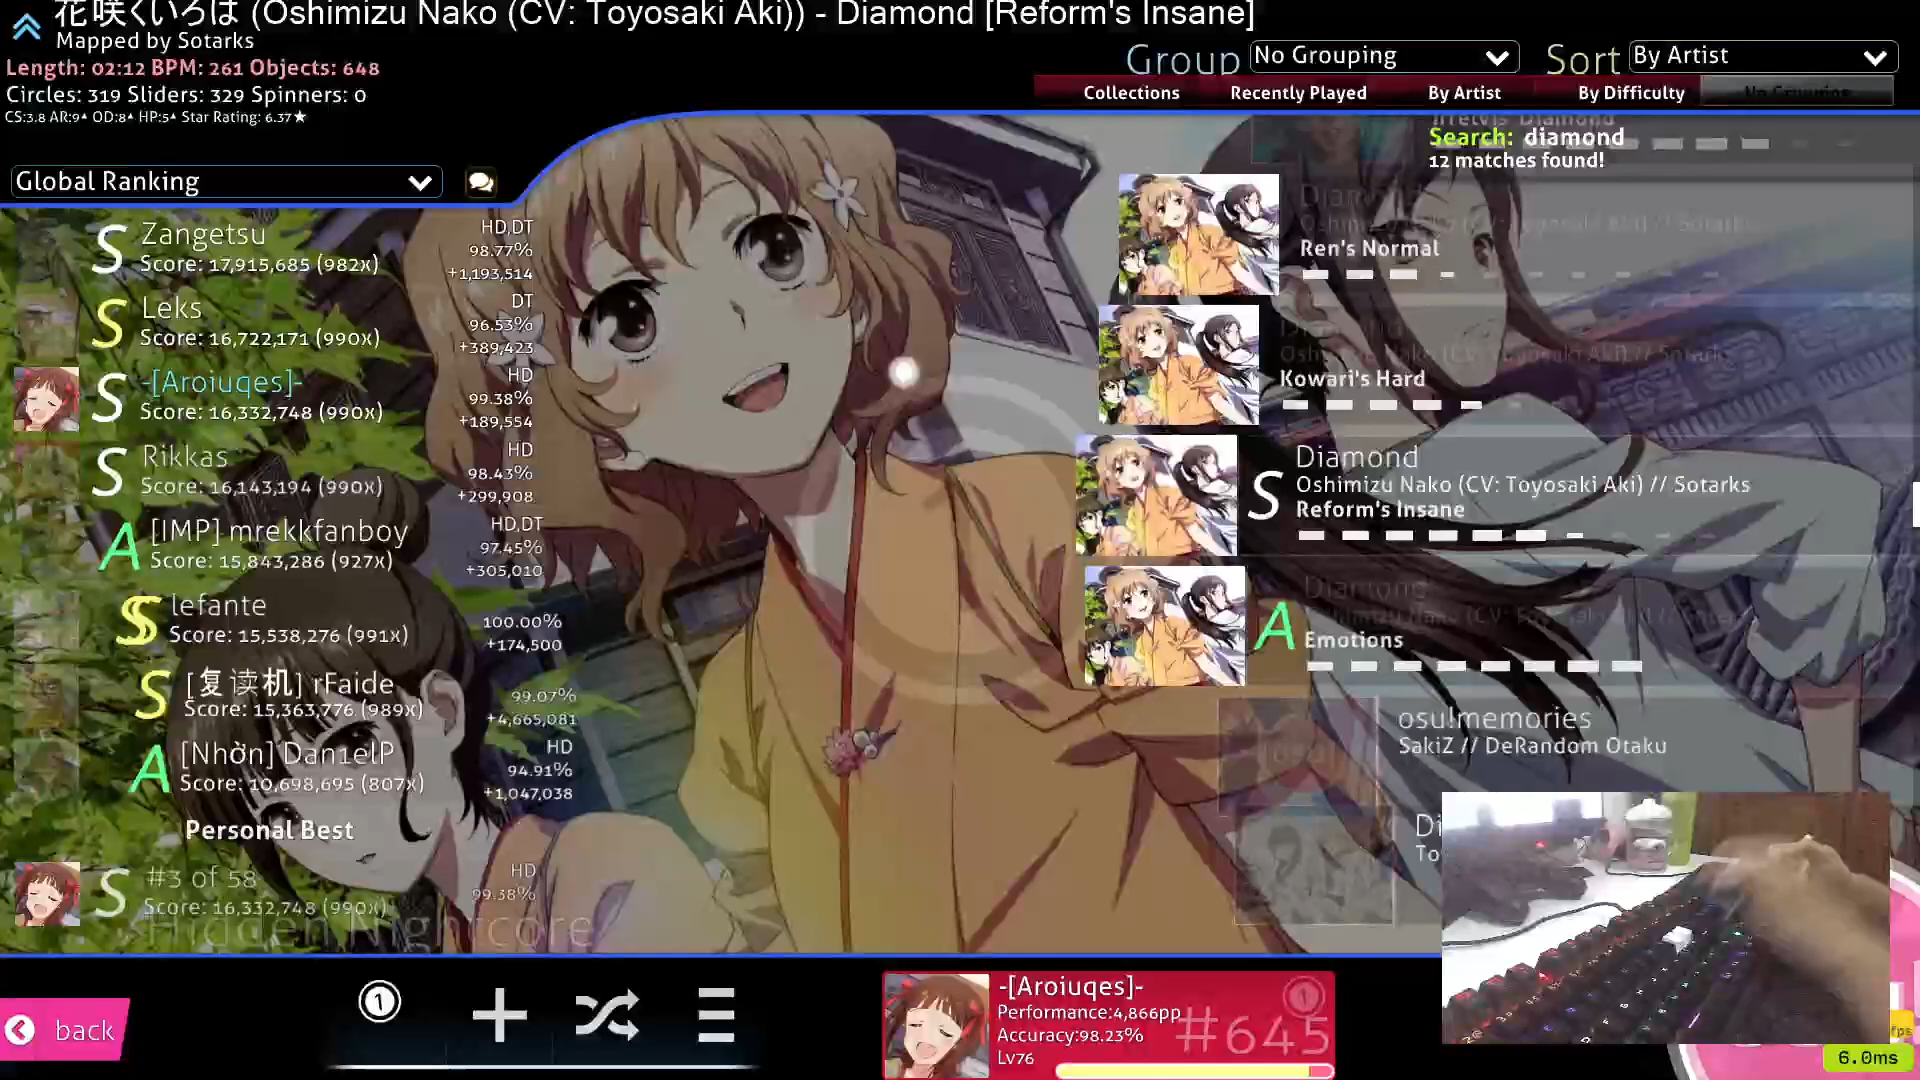 花咲くいろは (Oshimizu Nako (CV: Toyosaki Aki)) - Diamond [Reform's Insane]
Mapped by Sotarks
Length: 02:12 BPM: 261 Objects: 648
Circles: 319 Sliders: 329 Spinners: 0
CS:3.8 AR:9▴ OD:8▴ HP:5▴ Star Rating: 6.37★
Group No Grouping
Sort By Artist
Collections
Recently Played
By Artist
By Difficulty
No Grouping
Search: diamond
12 matches found!
Global Ranking
Zangetsu
Score: 17,915,685 (982x)
HD,DT
98.77%
+1,193,514
Leks
Score: 16,722,171 (990x)
DT
96.53%
+389,423
-[Aroiuqes]-
Score: 16,332,748 (990x)
HD
99.38%
+189,554
Rikkas
Score: 16,143,194 (990x)
HD
98.43%
+299,908
[IMP] mrekkfanboy
Score: 15,843,286 (927x)
HD,DT
97.45%
+305,010
lefante
Score: 15,538,276 (991x)
100.00%
+174,500
[复读机] rFaide
Score: 15,363,776 (989x)
99.07%
+4,665,081
[Nhờn] Dan1elP
Score: 10,698,695 (807x)
HD
94.91%
+1,047,038
Personal Best
#3 of 58
Score: 16,332,748 (990x)
HD
99.38%
Hidden, Nightcore
Diamond
Ren's Normal
Kowari's Hard
Diamond
Oshimizu Nako (CV: Toyosaki Aki) // Sotarks
Reform's Insane
Diamond
Emotions
osu!memories
SakiZ // DeRandom Otaku
Di
To
back
-[Aroiuqes]-
Performance:4,866pp
Accuracy:98.23%
Lv76
#645
fps
6.0ms